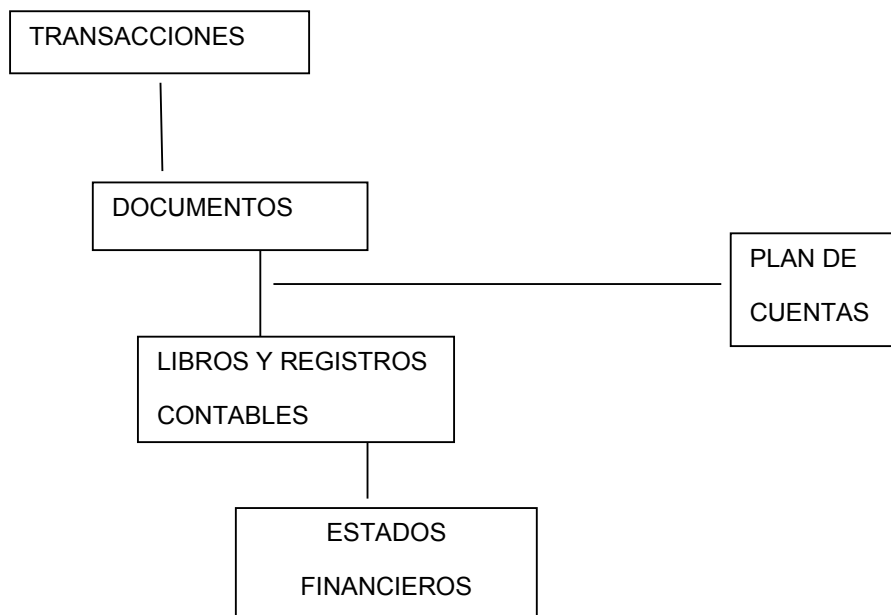 TRANSACCIONES
DOCUMENTOS
PLAN DE
CUENTAS
LIBROS Y REGISTROS
CONTABLES
ESTADOS
FINANCIEROS